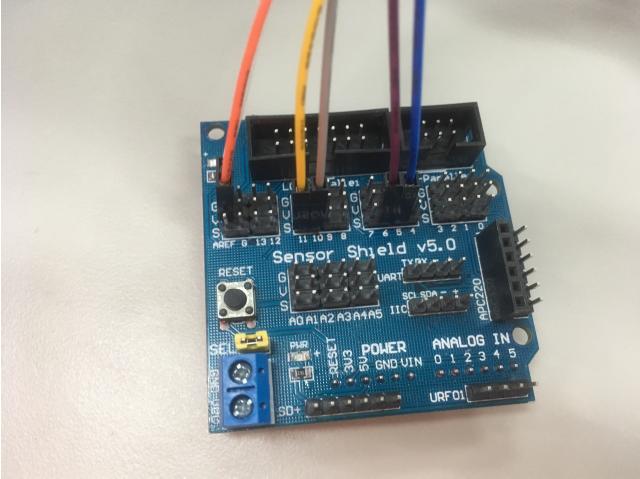 G
V
S
AREF G 13 12
11 10 9 8
7 6 5 4
3 2 1 0
Sensor Shield v5.0
RESET
G
V
S
A0 A1 A2 A3 A4 A5
UART
IIC
SCL SDA - +
APC220
SEL
PWR
+
RESET
3V3
5V
POWER
GND VIN
ANALOG IN
0 1 2 3 4 5
SD+
URF01